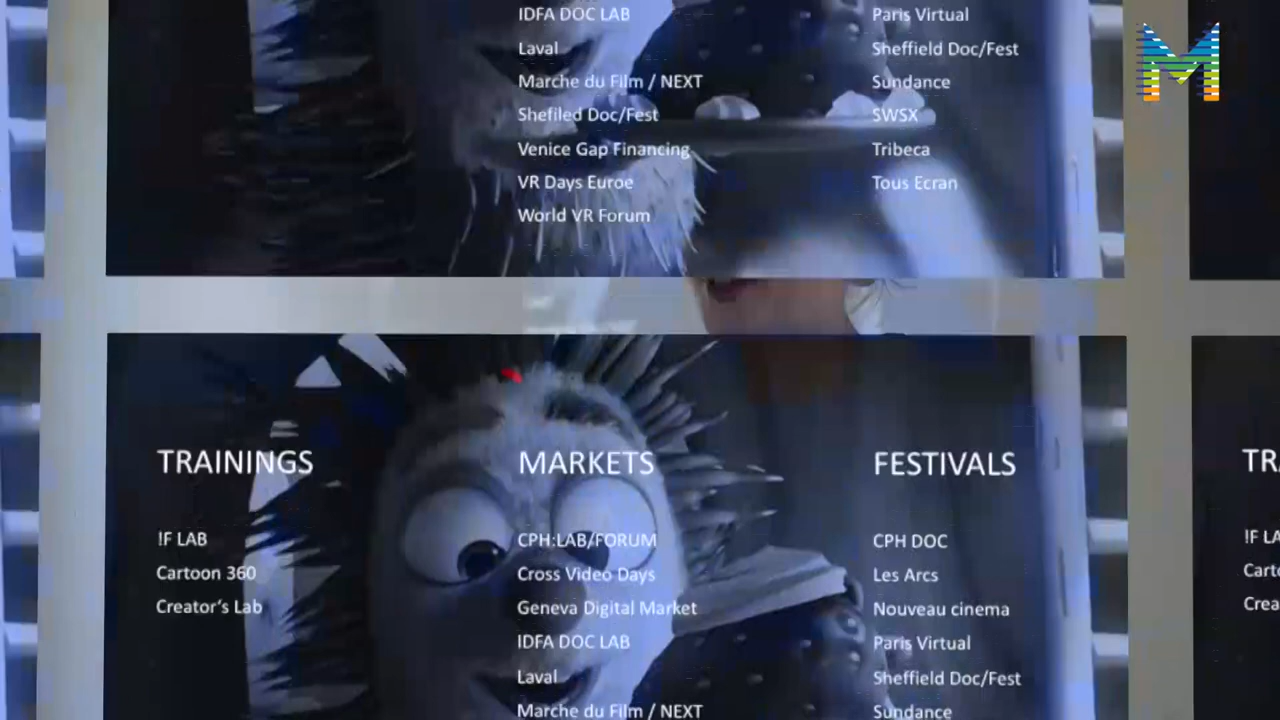 IDFA DOC LAB
Laval
Marche du Film / NEXT
Shefiled Doc/Fest
Venice Gap Financing
VR Days Euroe
World VR Forum
Paris Virtual
Sheffield Doc/Fest
Sundance
SWSX
Tribeca
Tous Ecran
M
TRAININGS
!F LAB
Cartoon 360
Creator's Lab
MARKETS
CPH:LAB/FORUM
Cross Video Days
Geneva Digital Market
IDFA DOC LAB
Laval
Marche du Film / NEXT
FESTIVALS
CPH DOC
Les Arcs
Nouveau cinema
Paris Virtual
Sheffield Doc/Fest
Sundance